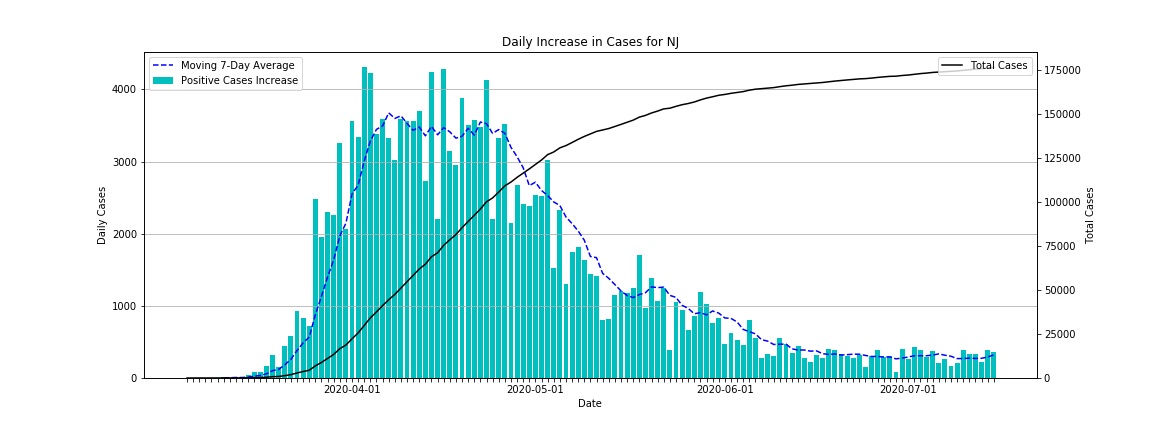 Daily Increase in Cases for NJ
Moving 7-Day Average
Positive Cases Increase
Total Cases
4000
3000
2000
1000
0
Daily Cases
175000
150000
125000
100000
75000
50000
25000
0
Total Cases
2020-04-01
2020-05-01
2020-06-01
2020-07-01
Date